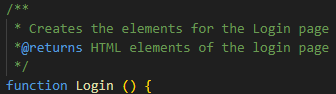 /**
* Creates the elements for the Login page
*@returns HTML elements of the login page
*/
function Login () {